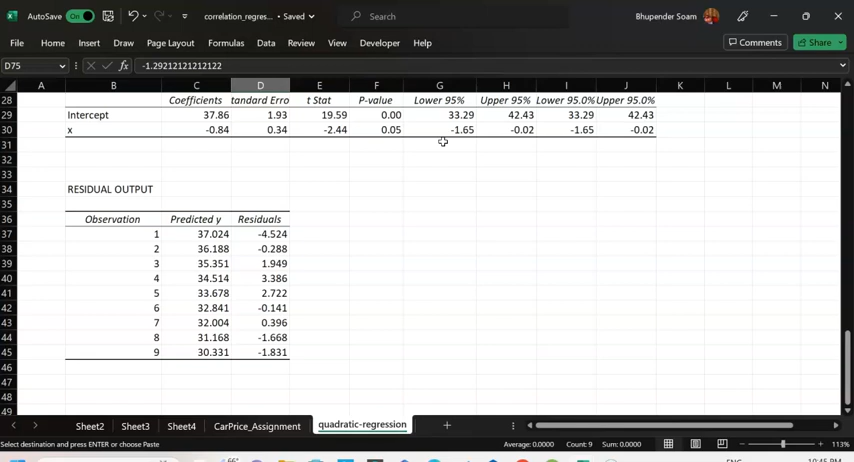 AutoSave On correlation_regres... • Saved Search Bhupender Soam
File Home Insert Draw Page Layout Formulas Data Review View Developer Help Comments Share
D75 fx -1.29212121212122
A B C D E F G H I J K L M N
28 Coefficients tandard Erro t Stat P-value Lower 95% Upper 95% Lower 95.0% Upper 95.0%
29 Intercept 37.86 1.93 19.59 0.00 33.29 42.43 33.29 42.43
30 x -0.84 0.34 -2.44 0.05 -1.65 -0.02 -1.65 -0.02
31
32
33
34 RESIDUAL OUTPUT
35
36 Observation Predicted y Residuals
37 1 37.024 -4.524
38 2 36.188 -0.288
39 3 35.351 1.949
40 4 34.514 3.386
41 5 33.678 2.722
42 6 32.841 -0.141
43 7 32.004 0.396
44 8 31.168 -1.668
45 9 30.331 -1.831
46
47
48
49
Sheet2 Sheet3 Sheet4 CarPrice_Assignment quadratic-regression
Select destination and press ENTER or choose Paste Average: 0.0000 Count: 9 Sum: 0.0000 113%
66°